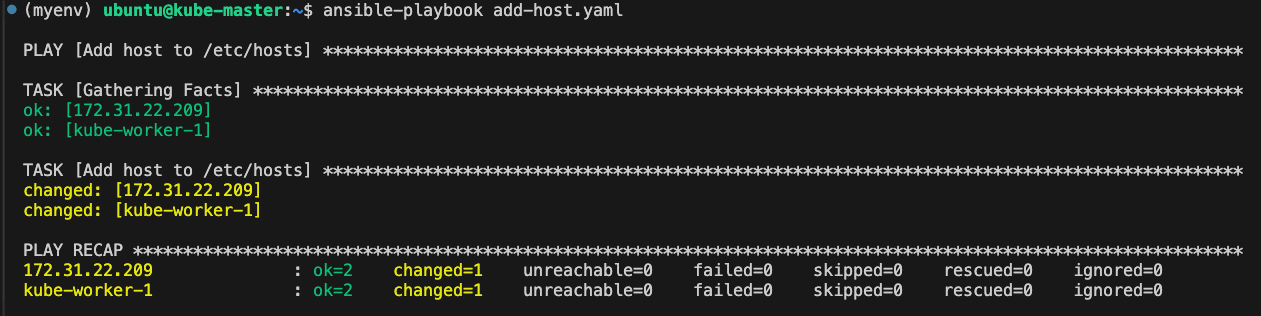 (myenv) ubuntu@kube-master:~$ ansible-playbook add-host.yaml
PLAY [Add host to /etc/hosts] ********************************************************************************************
TASK [Gathering Facts] ***************************************************************************************************
ok: [172.31.22.209]
ok: [kube-worker-1]
TASK [Add host to /etc/hosts] ********************************************************************************************
changed: [172.31.22.209]
changed: [kube-worker-1]
PLAY RECAP ***************************************************************************************************************
172.31.22.209 : ok=2 changed=1 unreachable=0 failed=0 skipped=0 rescued=0 ignored=0
kube-worker-1 : ok=2 changed=1 unreachable=0 failed=0 skipped=0 rescued=0 ignored=0